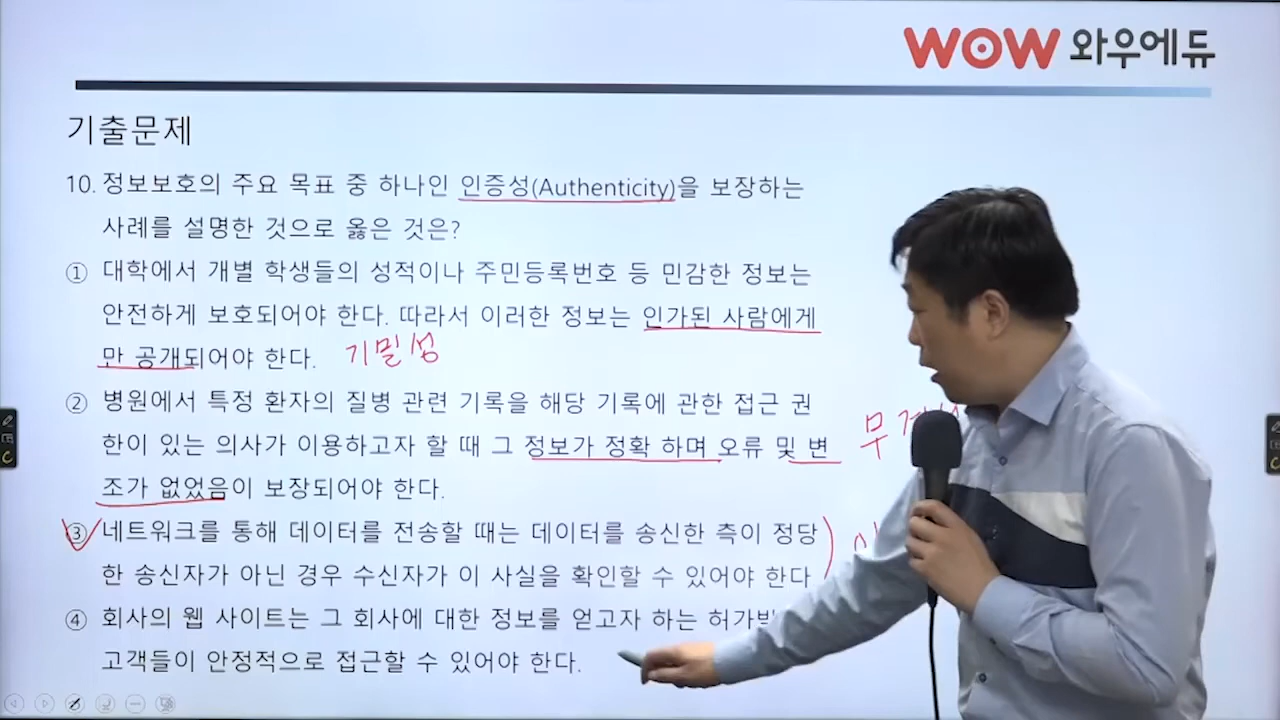 WOW 와우에듀
기출문제
10. 정보보호의 주요 목표 중 하나인 인증성(Authenticity)을 보장하는
사례를 설명한 것으로 옳은 것은?
① 대학에서 개별 학생들의 성적이나 주민등록번호 등 민감한 정보는
안전하게 보호되어야 한다. 따라서 이러한 정보는 인가된 사람에게
만 공개되어야 한다. 기밀성
② 병원에서 특정 환자의 질병 관련 기록을 해당 기록에 관한 접근 권
한이 있는 의사가 이용하고자 할 때 그 정보가 정확 하며 오류 및 변
무
조가 없었음이 보장되어야 한다.
③ 네트워크를 통해 데이터를 전송할 때는 데이터를 송신한 측이 정당
한 송신자가 아닌 경우 수신자가 이 사실을 확인할 수 있어야 한다
④ 회사의 웹 사이트는 그 회사에 대한 정보를 얻고자 하는
고객들이 안정적으로 접근할 수 있어야 한다.